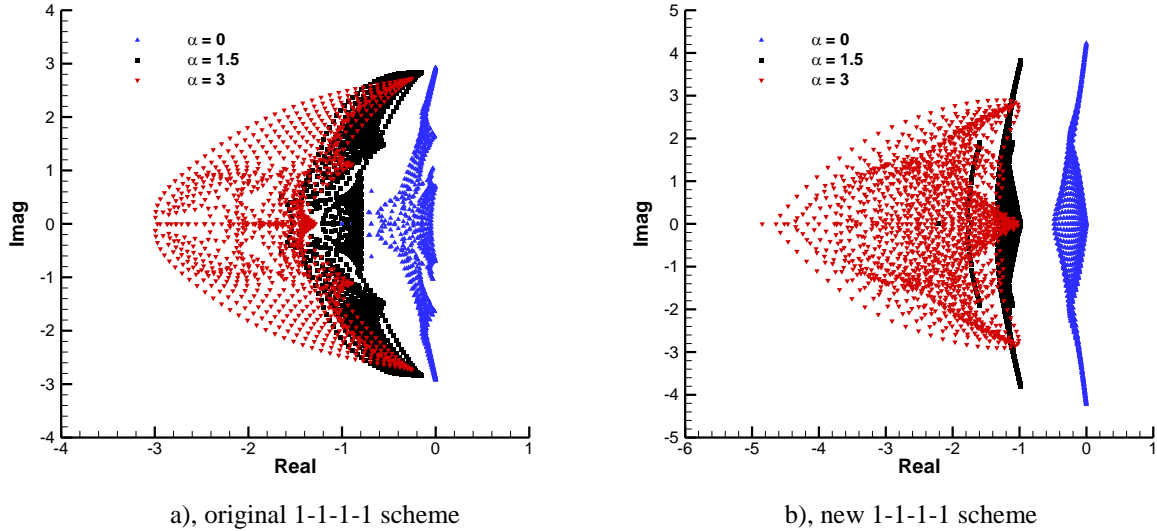 4
3
2
1
0
-1
-2
-3
-4
Imag
-4
-3
-2
-1
0
1
Real
α = 0
α = 1.5
α = 3
a), original 1-1-1-1 scheme
5
4
3
2
1
0
-1
-2
-3
-4
-5
Imag
-6
-5
-4
-3
-2
-1
0
1
Real
α = 0
α = 1.5
α = 3
b), new 1-1-1-1 scheme